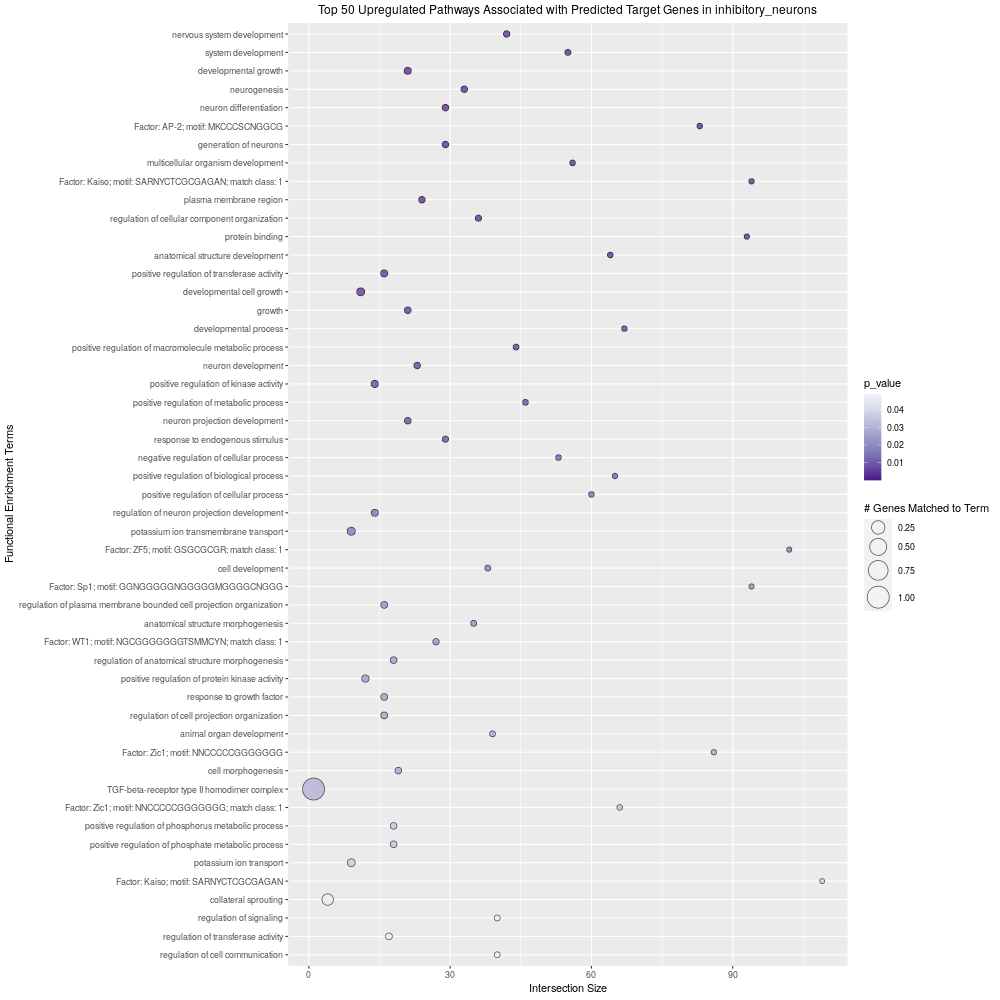 Top 50 Upregulated Pathways Associated with Predicted Target Genes in inhibitory_neurons
Functional Enrichment Terms
nervous system development
system development
developmental growth
neurogenesis
neuron differentiation
Factor: AP-2; motif: MKCCCSCNGGCG
generation of neurons
multicellular organism development
Factor: Kaiso; motif: SARNYCTCGCGAGAN; match class: 1
plasma membrane region
regulation of cellular component organization
protein binding
anatomical structure development
positive regulation of transferase activity
developmental cell growth
growth
developmental process
positive regulation of macromolecule metabolic process
neuron development
positive regulation of kinase activity
positive regulation of metabolic process
neuron projection development
response to endogenous stimulus
negative regulation of cellular process
positive regulation of biological process
positive regulation of cellular process
regulation of neuron projection development
potassium ion transmembrane transport
Factor: ZF5; motif: GSGCGCGR; match class: 1
cell development
Factor: Sp1; motif: GGNGGGGGNGGGGGMGGGGCNGGG
regulation of plasma membrane bounded cell projection organization
anatomical structure morphogenesis
Factor: WT1; motif: NGCGGGGGGGTSMMCYN; match class: 1
regulation of anatomical structure morphogenesis
positive regulation of protein kinase activity
response to growth factor
regulation of cell projection organization
animal organ development
Factor: Zic1; motif: NNCCCCCGGGGGGG
cell morphogenesis
TGF-beta-receptor type II homodimer complex
Factor: Zic1; motif: NNCCCCCGGGGGGG; match class: 1
positive regulation of phosphorus metabolic process
positive regulation of phosphate metabolic process
potassium ion transport
Factor: Kaiso; motif: SARNYCTCGCGAGAN
collateral sprouting
regulation of signaling
regulation of transferase activity
regulation of cell communication
0 30 60 90
Intersection Size
p_value
0.04
0.03
0.02
0.01
# Genes Matched to Term
0.25
0.50
0.75
1.00